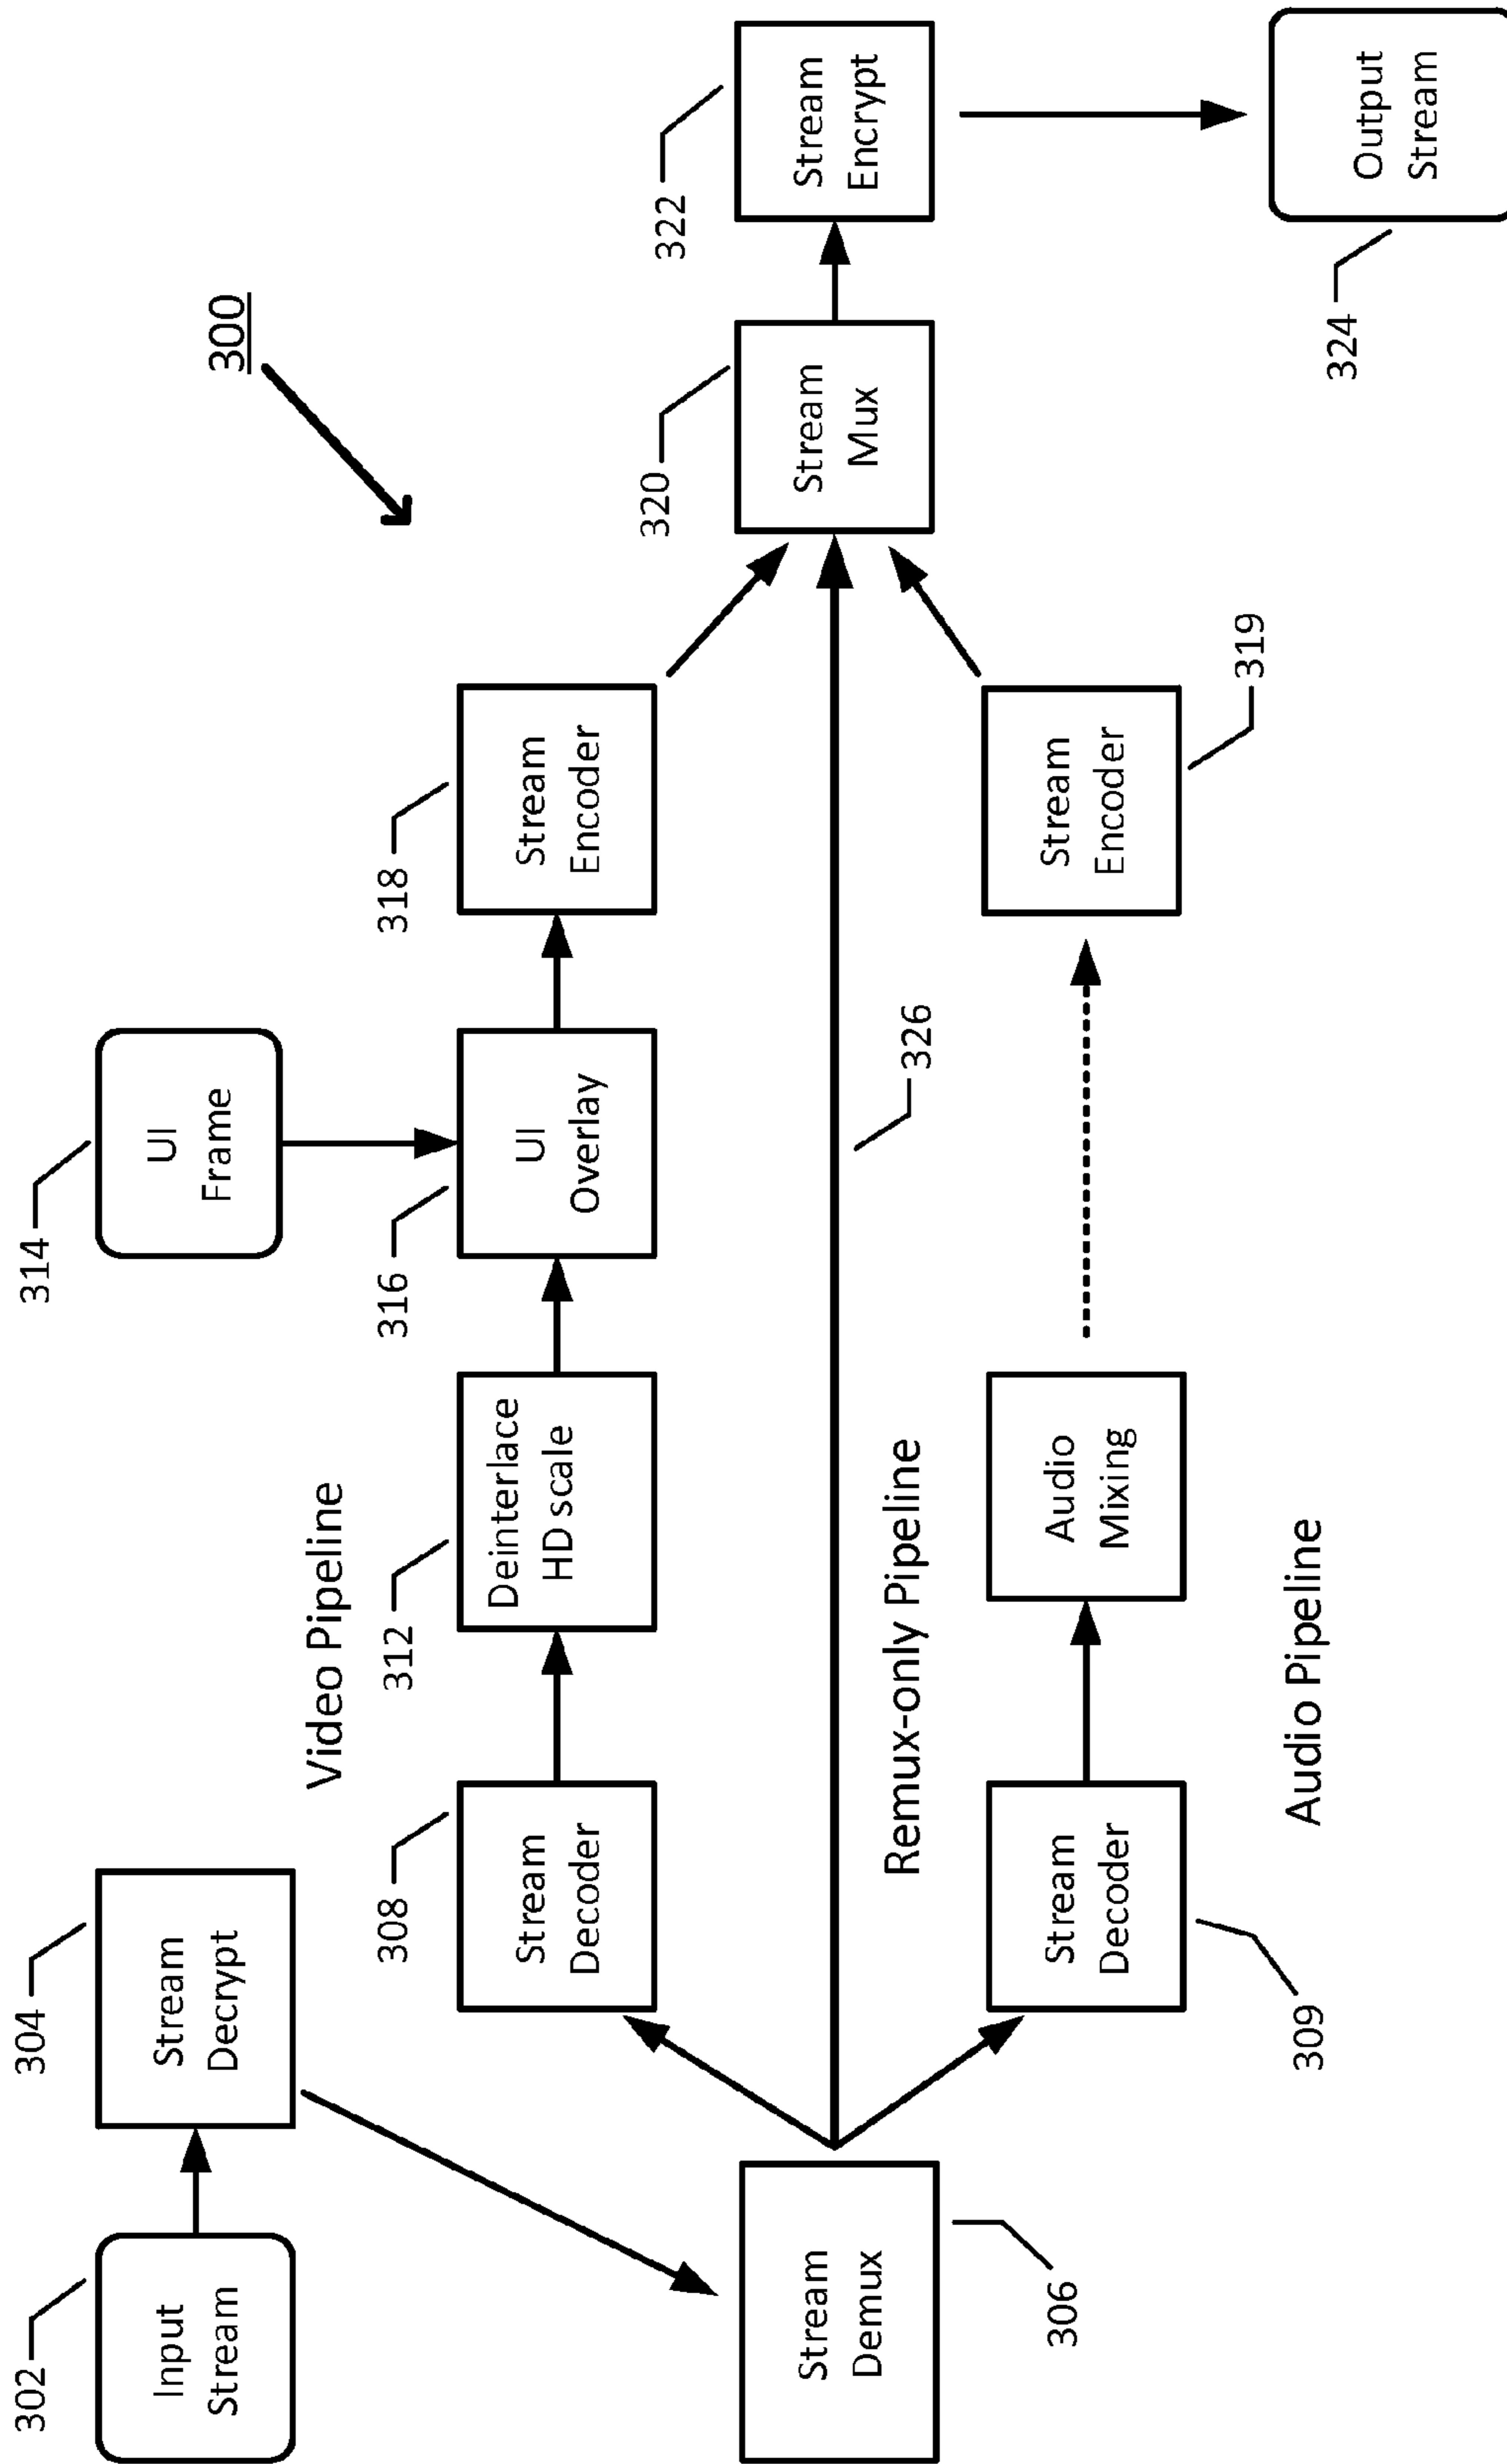 300
302
Input
Stream
304
Stream
Decrypt
314
UI
Frame
Video Pipeline
308
Stream
Decoder
312
Deinterlace
HD scale
316
UI
Overlay
318
Stream
Encoder
306
Stream
Demux
326
320
Stream
Mux
322
Stream
Encrypt
Remux-only Pipeline
309
Stream
Decoder
Audio
Mixing
319
Stream
Encoder
Audio Pipeline
324
Output
Stream